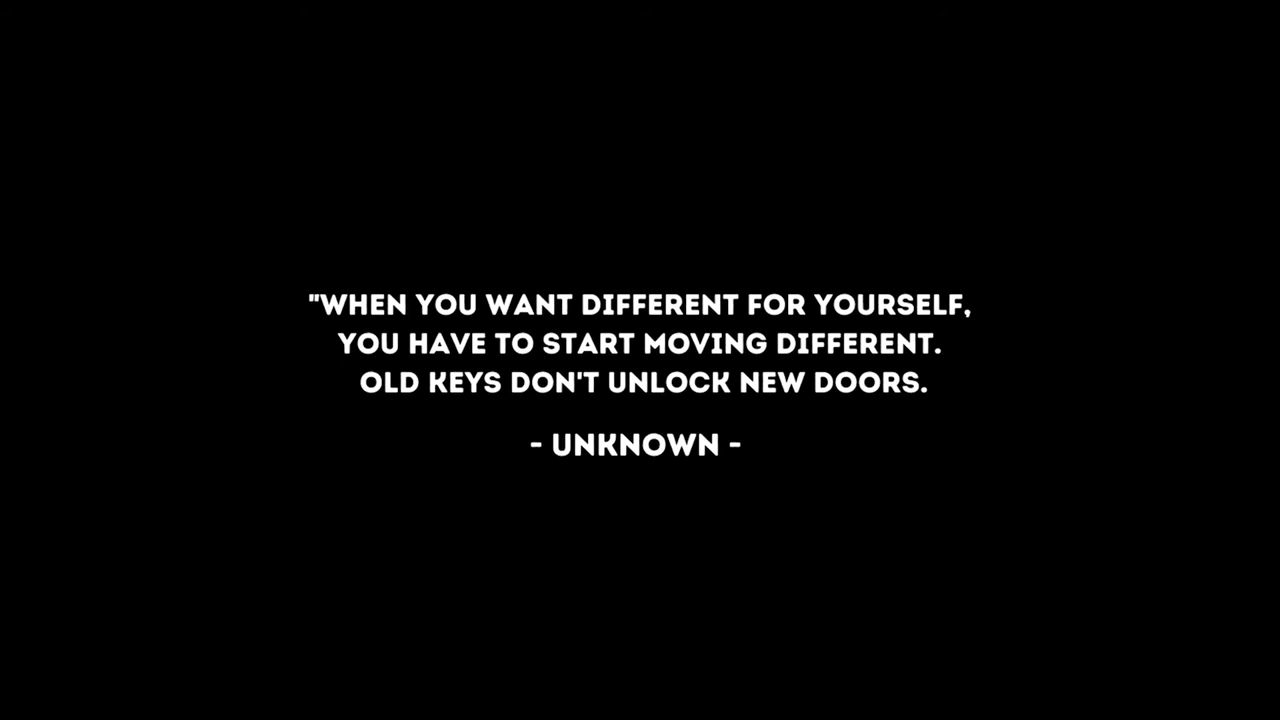 "WHEN YOU WANT DIFFERENT FOR YOURSELF,
YOU HAVE TO START MOVING DIFFERENT.
OLD KEYS DON'T UNLOCK NEW DOORS.
- UNKNOWN -